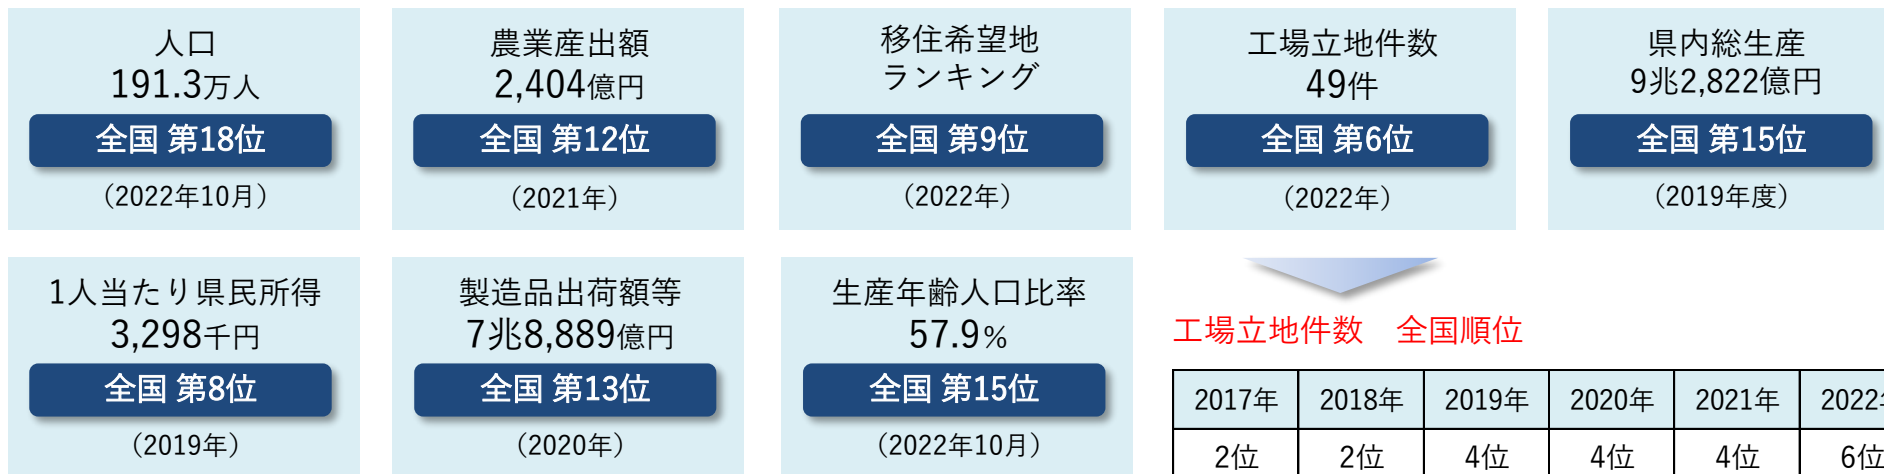 人口
191.3万人
全国 第18位
（2022年10月）
農業産出額
2,404億円
全国 第12位
（2021年）
移住希望地
ランキング
全国 第9位
（2022年）
工場立地件数
49件
全国 第6位
（2022年）
県内総生産
9兆2,822億円
全国 第15位
（2019年度）
1人当たり県民所得
3,298千円
全国 第8位
（2019年）
製造品出荷額等
7兆8,889億円
全国 第13位
（2020年）
生産年齢人口比率
57.9%
全国 第15位
（2022年10月）
工場立地件数　全国順位
2017年 2018年 2019年 2020年 2021年 2022年
2位 2位 4位 4位 4位 6位